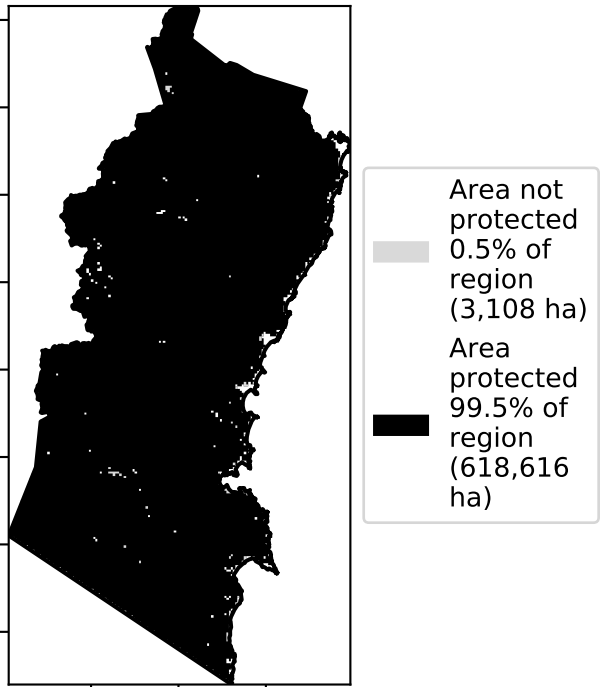 Area not
protected
0.5% of
region
(3,108 ha)
Area
protected
99.5% of
region
(618,616
ha)